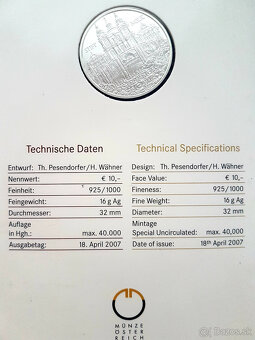 Technische Daten
Entwurf: Th. Pesendorfer/H. Wähner
Nennwert: € 10,–
Feinheit: 925/1000
Feingewicht: 16 g Ag
Durchmesser: 32 mm
Auflage
in Hgh.: max. 40,000
Ausgabetag: 18. April 2007
Technical Specifications
Design: Th. Pesendorfer/H. Wähner
Face Value: € 10,–
Fineness: 925/1000
Fine Weight: 16 g Ag
Diameter: 32 mm
Mintage
Special Uncirculated: max. 40,000
Date of issue: 18th April 2007
MÜNZE
ÖSTER
REICH
bazar.sk